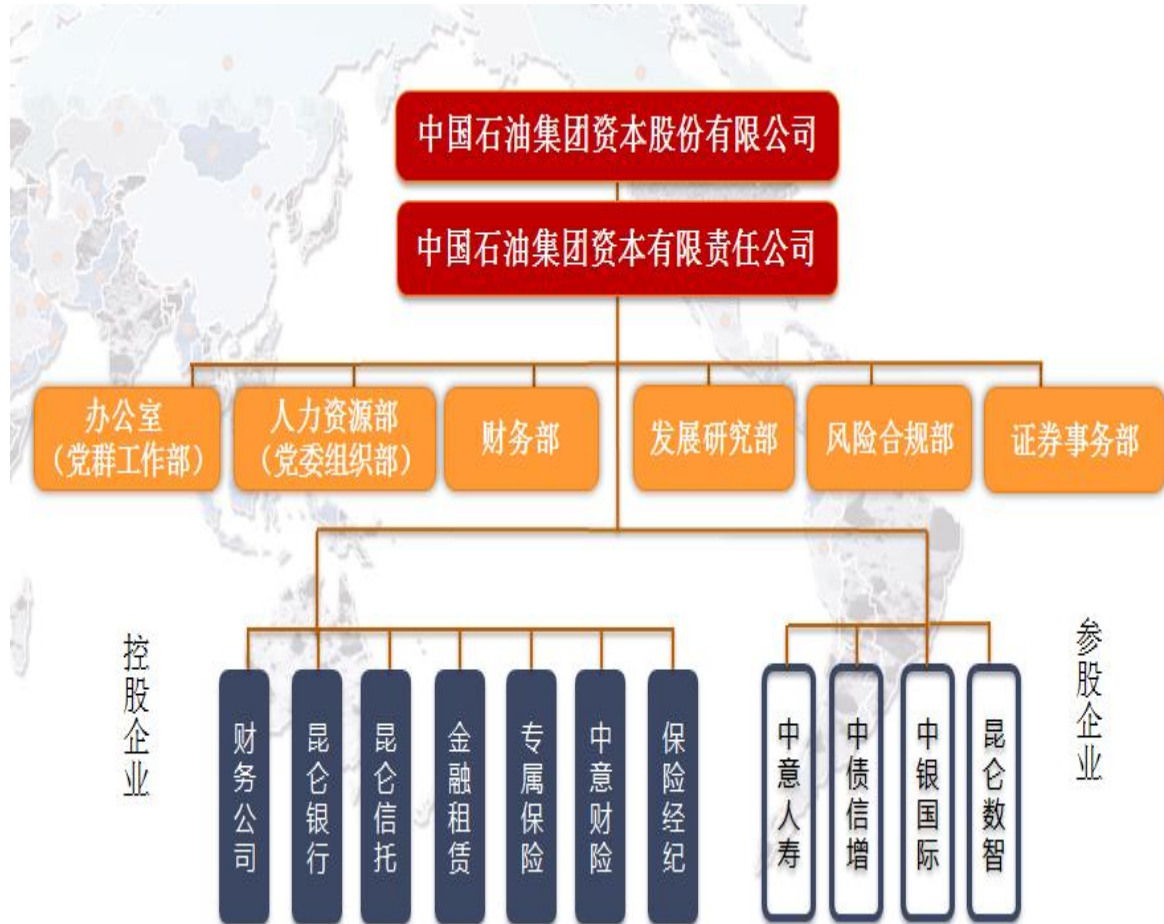 中国石油集团资本股份有限公司
中国石油集团资本有限责任公司
办公室
（党群工作部）
人力资源部
（党委组织部）
财务部
发展研究部
风险合规部
证券事务部
控股企业
财务公司
昆仑银行
昆仑信托
金融租赁
专属保险
中意财险
保险经纪
中意人寿
中债信增
中银国际
昆仑数智
参股企业